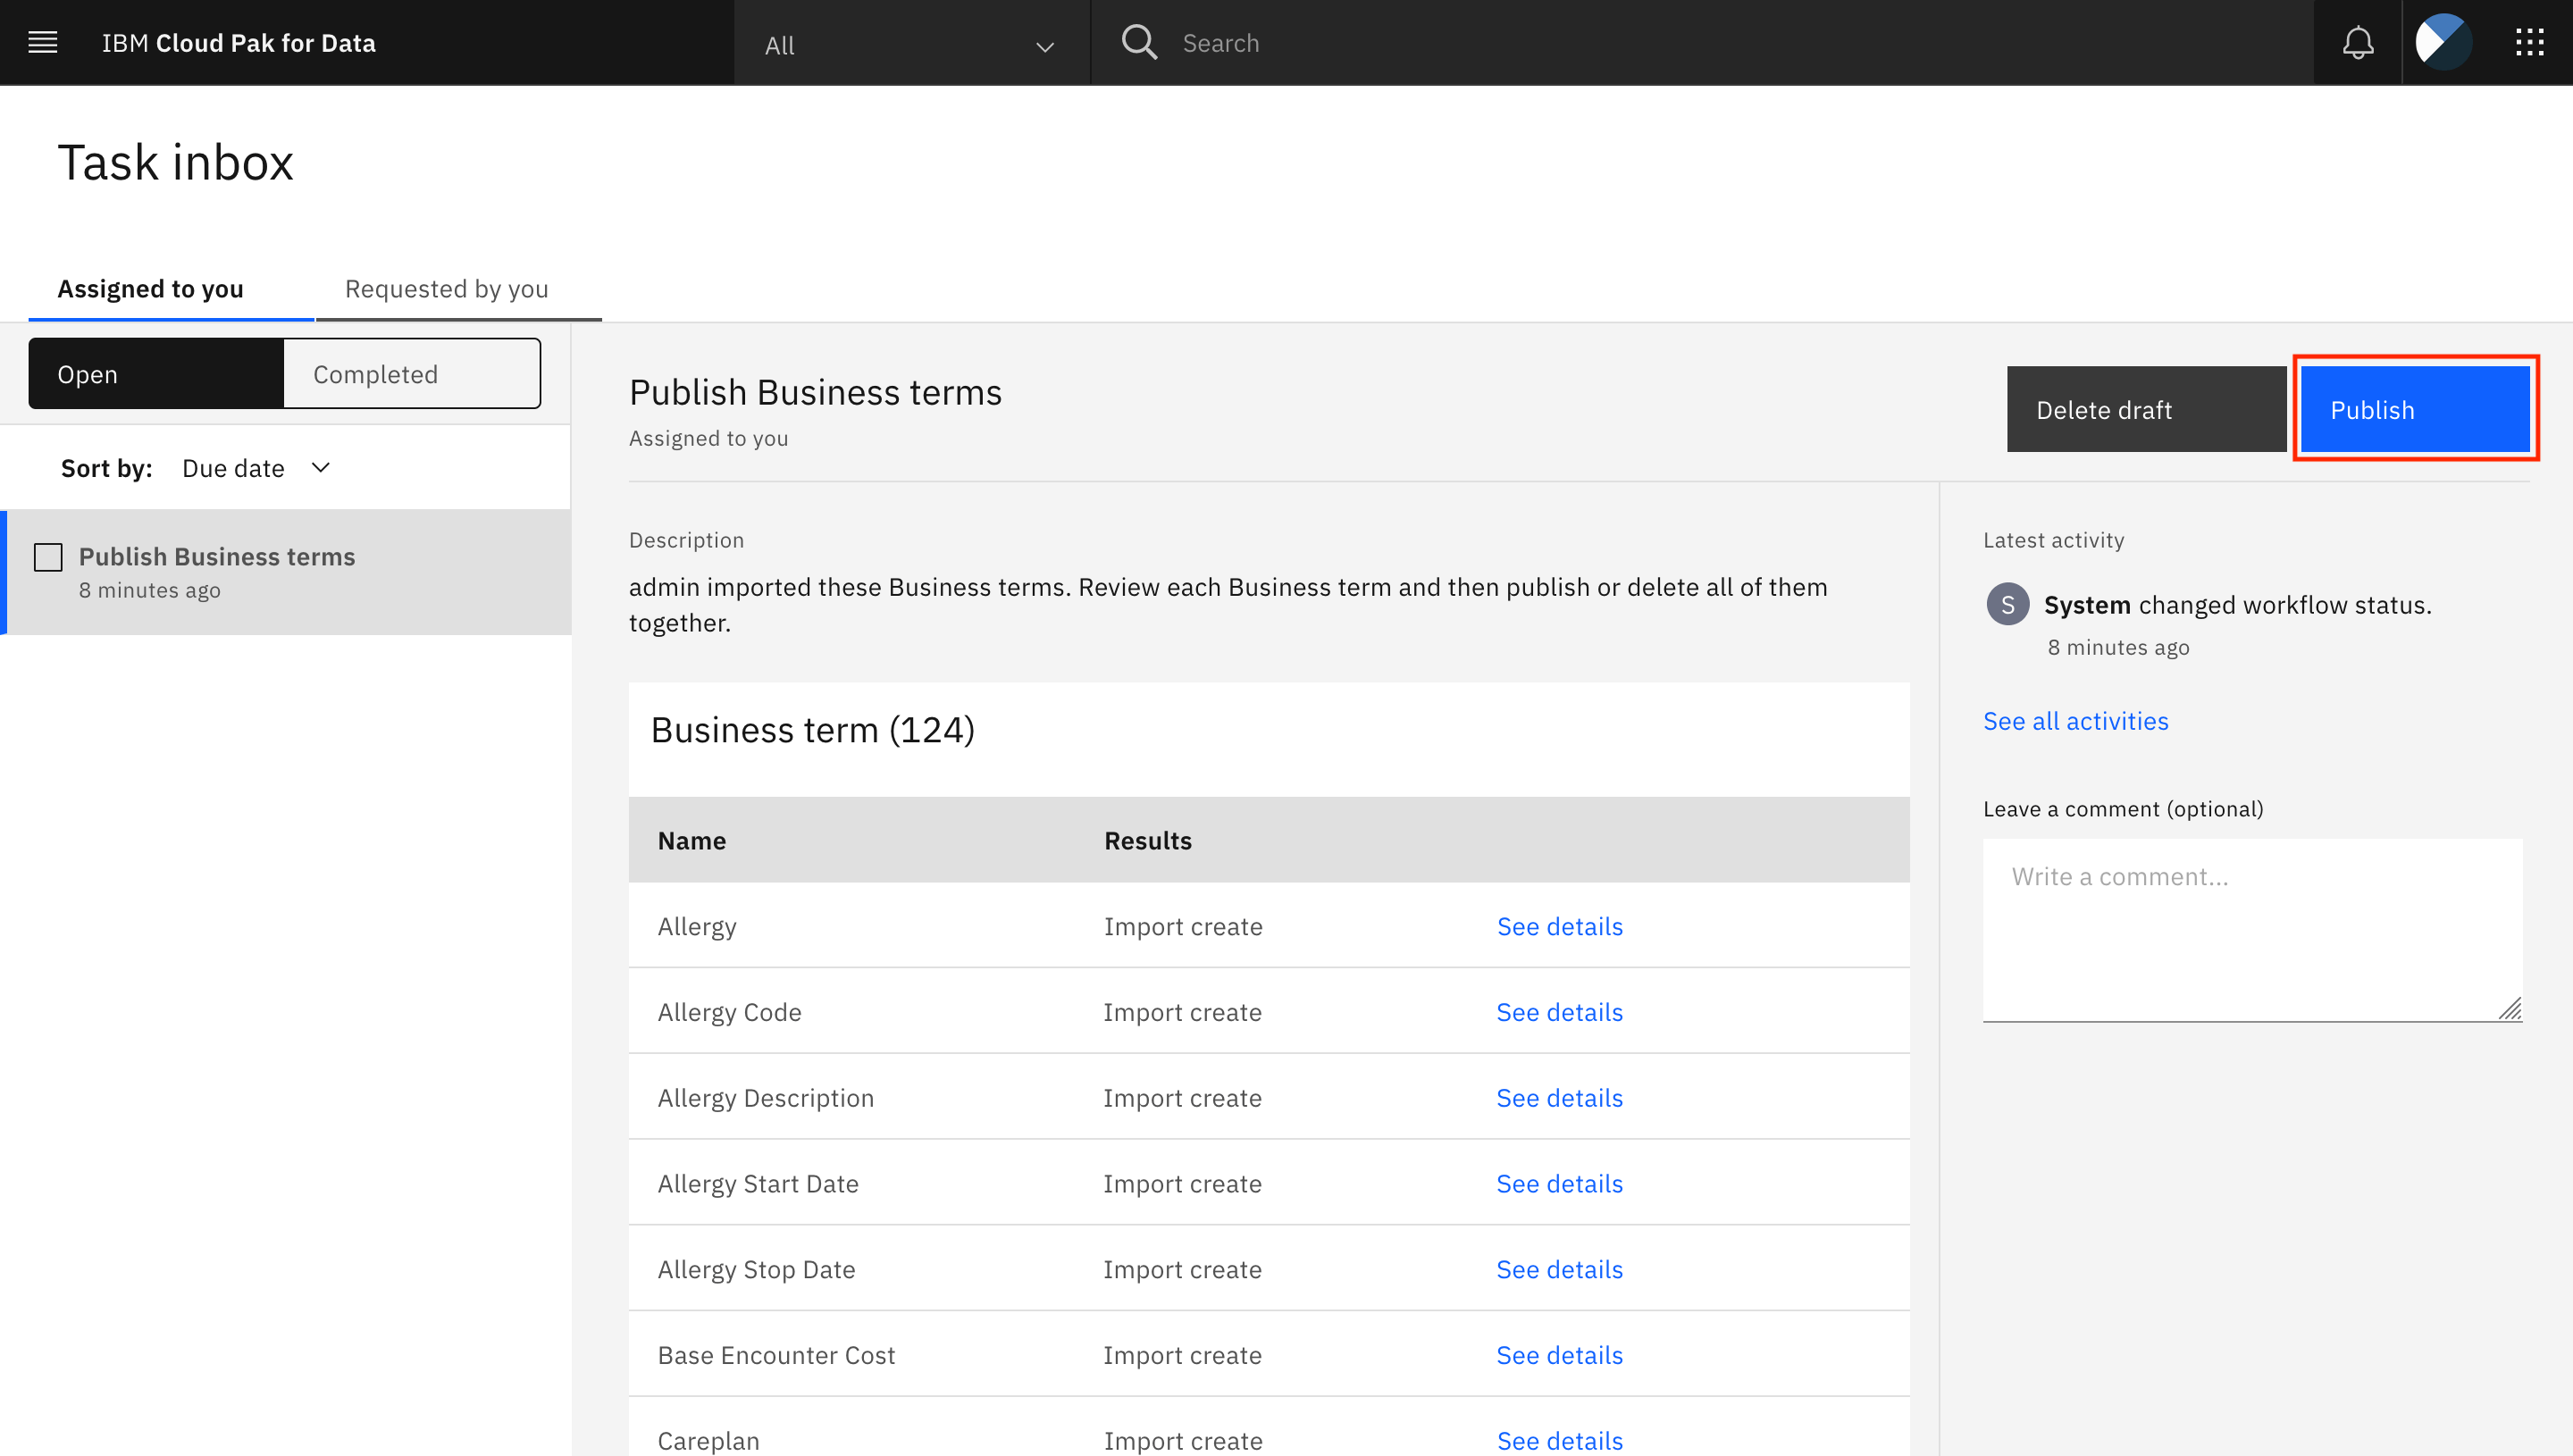 IBM Cloud Pak for Data
All
Search
Task inbox
Assigned to you
Requested by you
Open
Completed
Sort by: Due date
Publish Business terms
8 minutes ago
Publish Business terms
Assigned to you
Delete draft
Publish
Description
admin imported these Business terms. Review each Business term and then publish or delete all of them
together.
Business term (124)
Name Results
Allergy Import create See details
Allergy Code Import create See details
Allergy Description Import create See details
Allergy Start Date Import create See details
Allergy Stop Date Import create See details
Base Encounter Cost Import create See details
Careplan Import create See details
Latest activity
S System changed workflow status.
8 minutes ago
See all activities
Leave a comment (optional)
Write a comment...